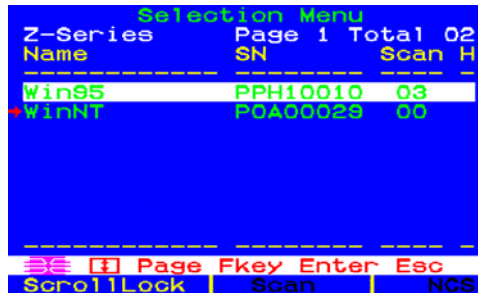 Selection Menu
Z-Series Page 1 Total 02
Name SN Scan H
------------- -------- ---- -
Win95 PPH10010 03
WinNT POA00029 00
------------- -------- ---- -
Page Fkey Enter Esc
ScrollLock Scan NCS